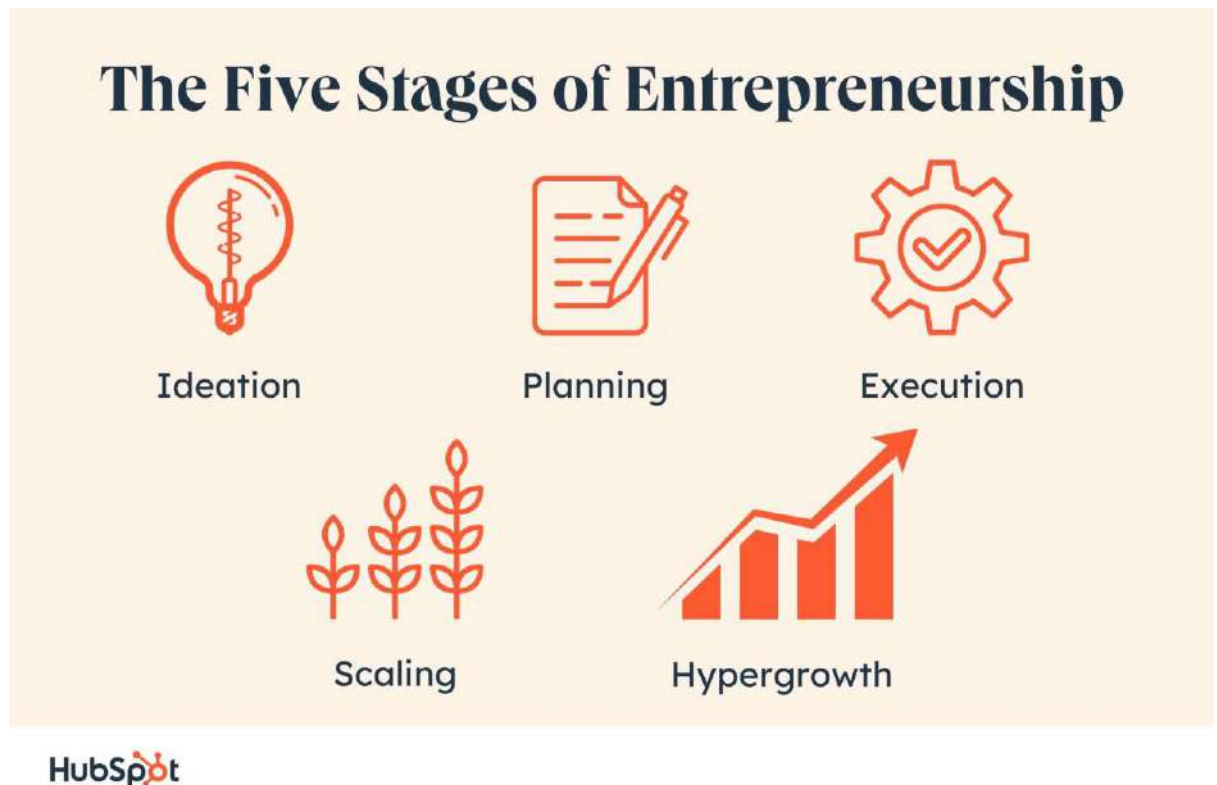 The Five Stages of Entrepreneurship
Ideation
Planning
Execution
Scaling
Hypergrowth
HubSpot